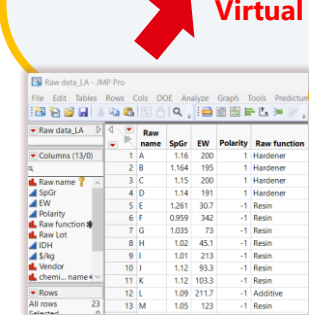 Virtual
Raw data_LA - JMP Pro
File Edit Tables Rows Cols DOE Analyze Graph Tools Predictum
Raw data_LA
Columns (13/0)
Raw name
SpGr
EW
Polarity
Raw function
Raw Lot
IDH
$/kg
Vendor
chemi... name
Rows
All rows 23
Selected 0
Raw name SpGr EW Polarity Raw function
1 A 1.16 200 1 Hardener
2 B 1.164 195 1 Hardener
3 C 1.15 200 1 Hardener
4 D 1.14 191 1 Hardener
5 E 1.261 30.7 -1 Resin
6 F 0.959 342 -1 Resin
7 G 1.035 73 -1 Resin
8 H 1.02 45.1 -1 Resin
9 I 1.01 213 -1 Resin
10 J 1.12 93.3 -1 Resin
11 K 1.12 103.3 -1 Resin
12 L 1.09 211.7 -1 Additive
13 M 1.05 123 -1 Resin